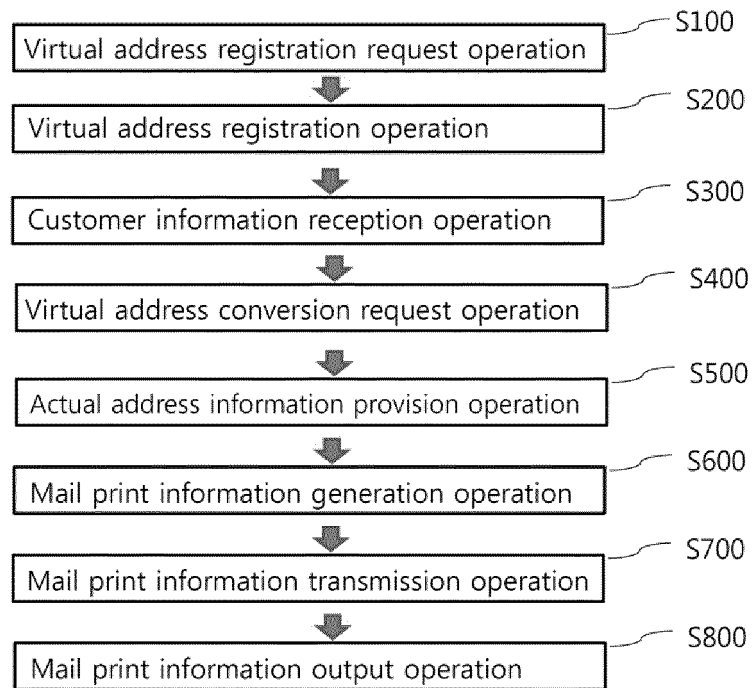 S100
Virtual address registration request operation
S200
Virtual address registration operation
S300
Customer information reception operation
S400
Virtual address conversion request operation
S500
Actual address information provision operation
S600
Mail print information generation operation
S700
Mail print information transmission operation
S800
Mail print information output operation